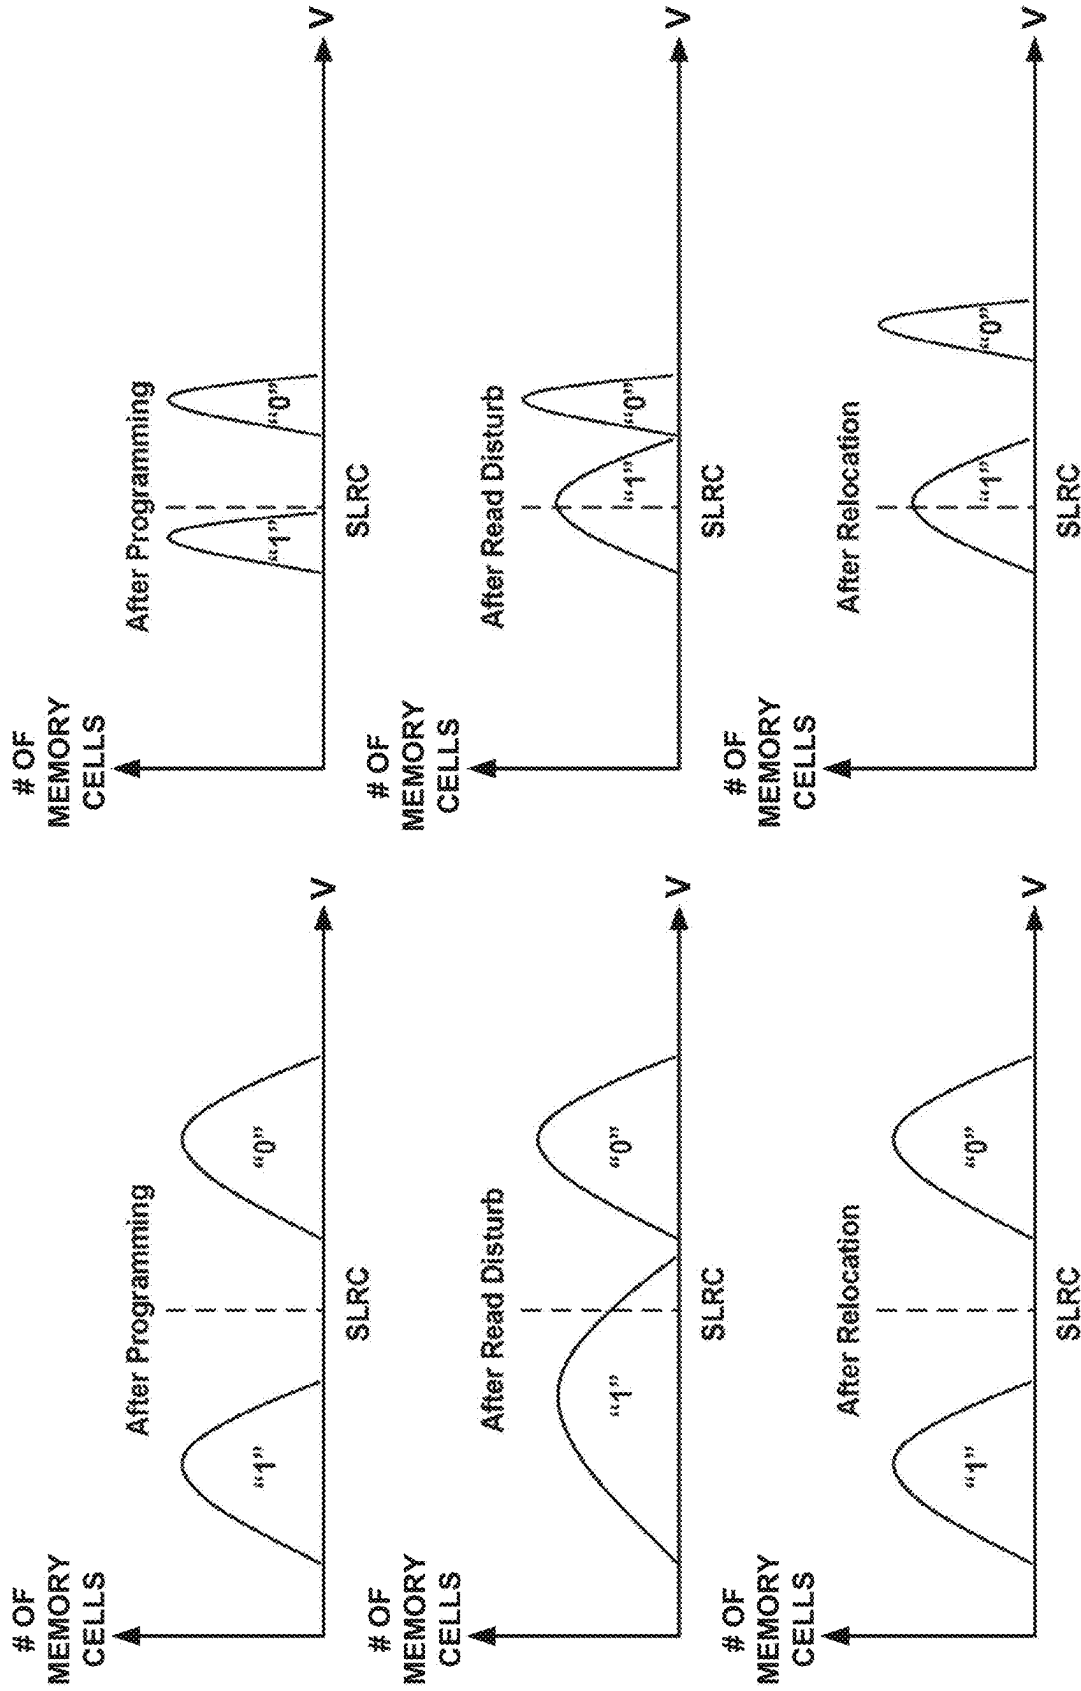 # OF
MEMORY
CELLS
After Programming
“1”
“0”
V
SLRC
# OF
MEMORY
CELLS
After Programming
“1”
“0”
V
SLRC
# OF
MEMORY
CELLS
After Read Disturb
“1”
“0”
V
SLRC
# OF
MEMORY
CELLS
After Read Disturb
“1”
“0”
V
SLRC
# OF
MEMORY
CELLS
After Relocation
“1”
“0”
V
SLRC
# OF
MEMORY
CELLS
After Relocation
“1”
“0”
V
SLRC